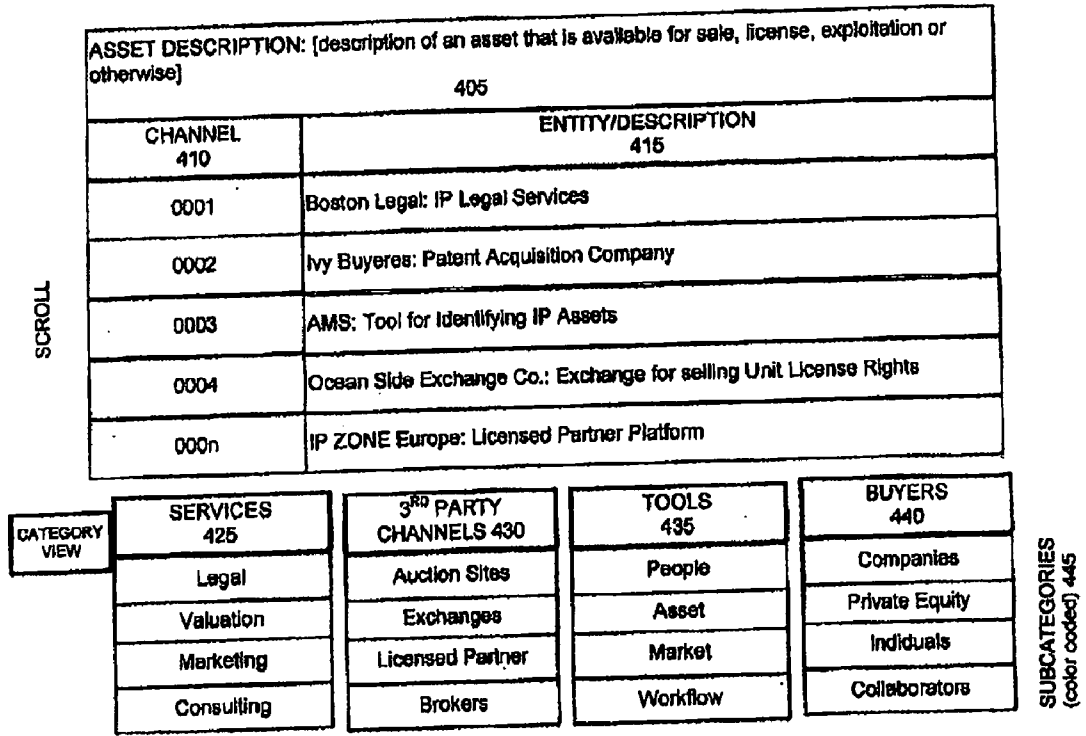 ASSET DESCRIPTION: [description of an asset that is available for sale, license, exploitation or
otherwise]
405
CHANNEL
410
ENTITY/DESCRIPTION
415
0001
Boston Legal: IP Legal Services
0002
Ivy Buyeres: Patent Acquisition Company
0003
AMS: Tool for Identifying IP Assets
0004
Ocean Side Exchange Co.: Exchange for selling Unit License Rights
000n
IP ZONE Europe: Licensed Partner Platform
SCROLL
CATEGORY
VIEW
SERVICES
425
Legal
Valuation
Marketing
Consulting
3RD PARTY
CHANNELS 430
Auction Sites
Exchanges
Licensed Partner
Brokers
TOOLS
435
People
Asset
Market
Workflow
BUYERS
440
Companies
Private Equity
Indiduals
Collaborators
SUBCATEGORIES
(color coded) 445